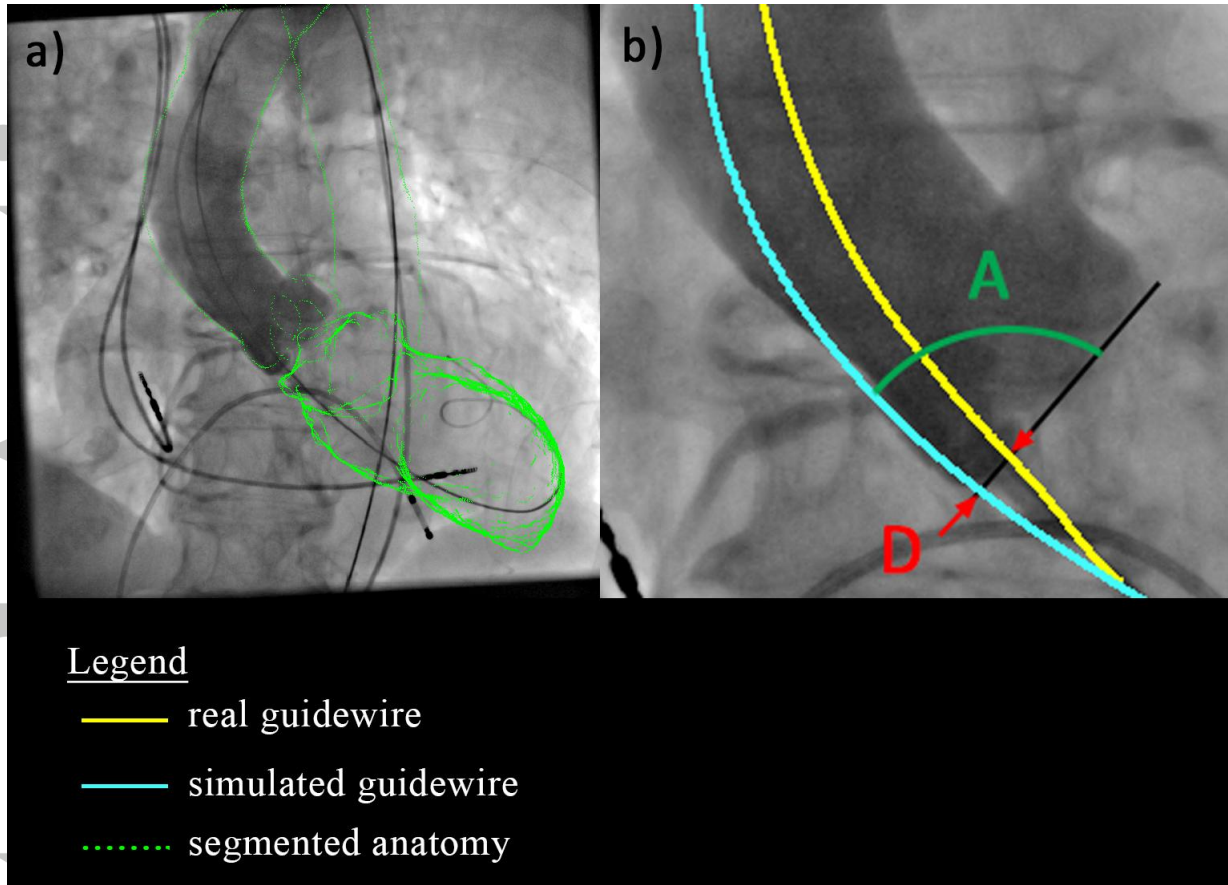 a)
b)
A
D
Legend
real guidewire
simulated guidewire
segmented anatomy